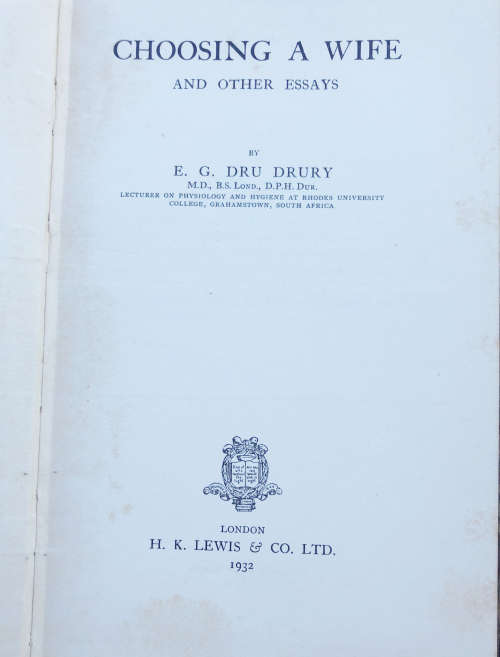 CHOOSING A WIFE
AND OTHER ESSAYS
BY
E. G. DRU DRURY
M.D., B.S. LOND., D.P.H. DUR.
LECTURER ON PHYSIOLOGY AND HYGIENE AT RHODES UNIVERSITY
COLLEGE, GRAHAMSTOWN, SOUTH AFRICA
LONDON
H. K. LEWIS & CO. LTD.
1932